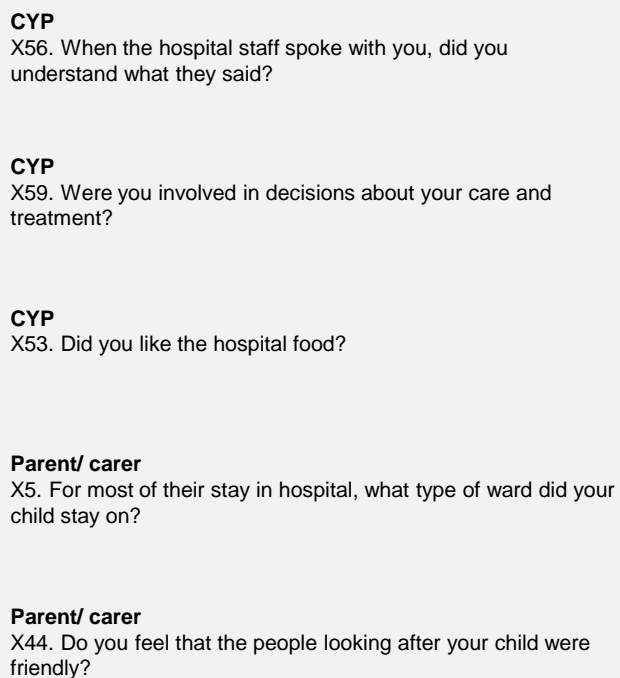 CYP
X56. When the hospital staff spoke with you, did you
understand what they said?
CYP
X59. Were you involved in decisions about your care and
treatment?
CYP
X53. Did you like the hospital food?
Parent/ carer
X5. For most of their stay in hospital, what type of ward did your
child stay on?
Parent/ carer
X44. Do you feel that the people looking after your child were
friendly?